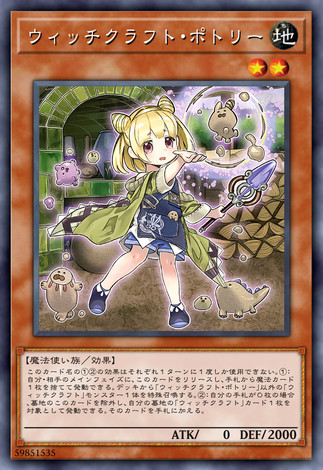 ウィッチクラフト・ポトリー
地
【魔法使い族/効果】
このカード名の①②の効果はそれぞれ1ターンに1度しか使用できない。①:
自分・相手のメインフェイズに、このカードをリリースし、手札から魔法カード
1枚を捨てて発動できる。デッキから「ウィッチクラフト・ポトリー」以外の「ウ
ィッチクラフト」モンスター1体を特殊召喚する。②:自分の手札が0枚の場合、
墓地のこのカードを除外し、自分の墓地の「ウィッチクラフト」カード1枚を
対象として発動できる。そのカードを手札に加える。
ATK/ 0 DEF/2000
59851535